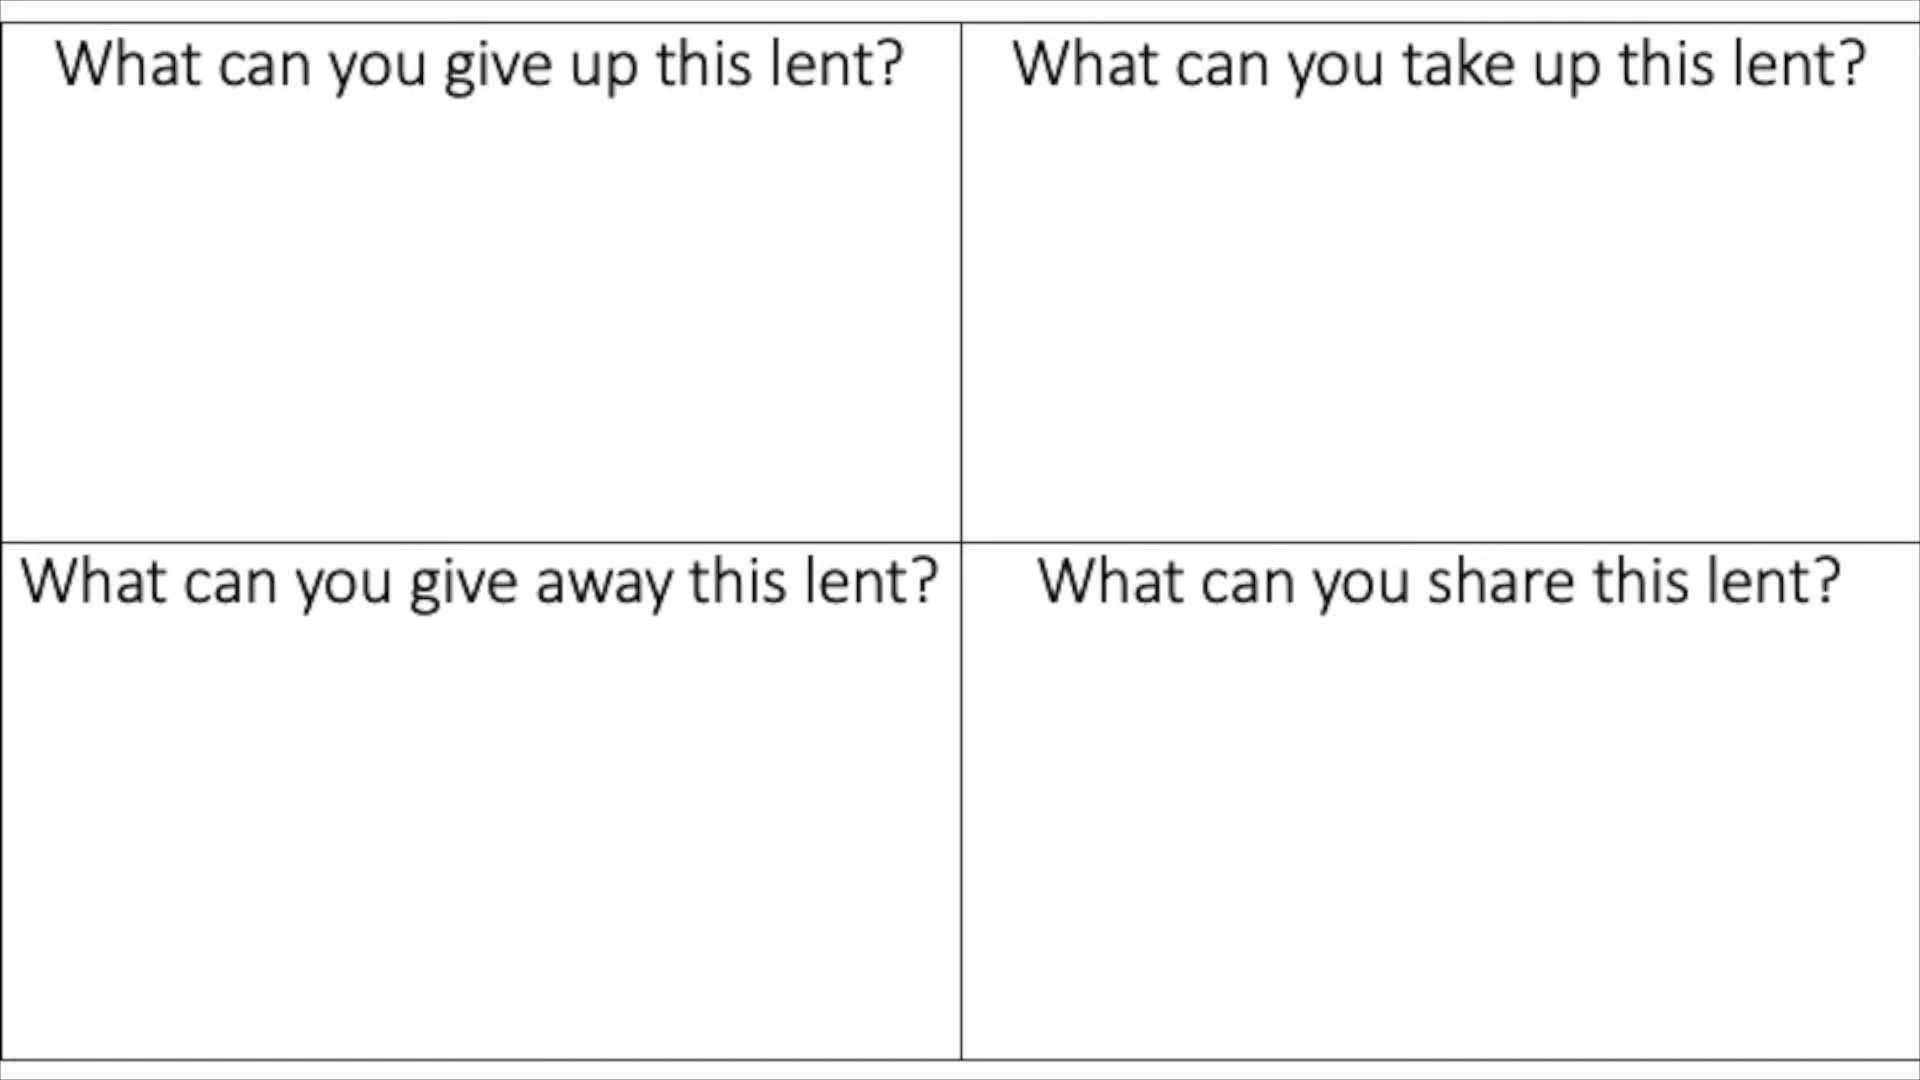 What can you give up this lent?
What can you take up this lent?
What can you give away this lent?
What can you share this lent?